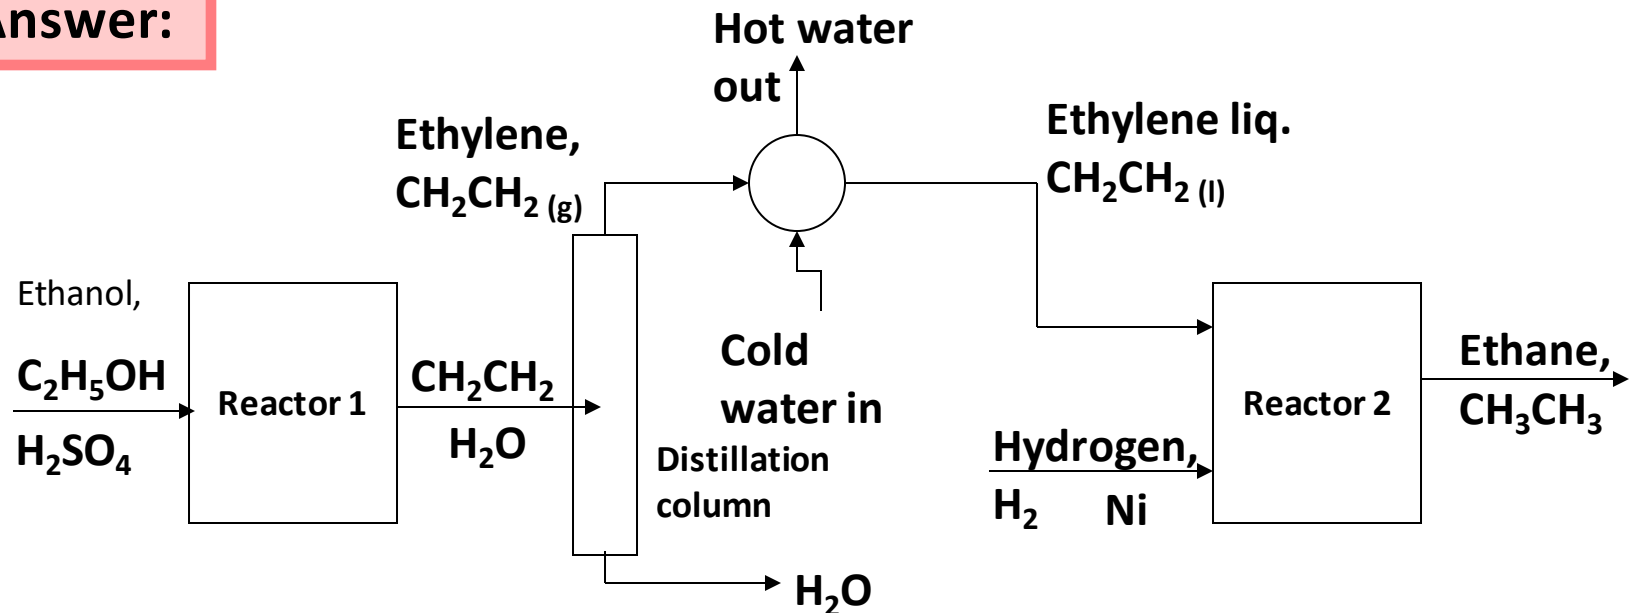 Answer:
Hot water
out
Ethylene,
CH₂CH₂ (g)
Ethylene liq.
CH₂CH₂ (l)
Ethanol,
C₂H₅OH
H₂SO₄
Reactor 1
CH₂CH₂
H₂O
Cold
water in
Distillation
column
H₂O
Hydrogen,
H₂ Ni
Reactor 2
Ethane,
CH₃CH₃